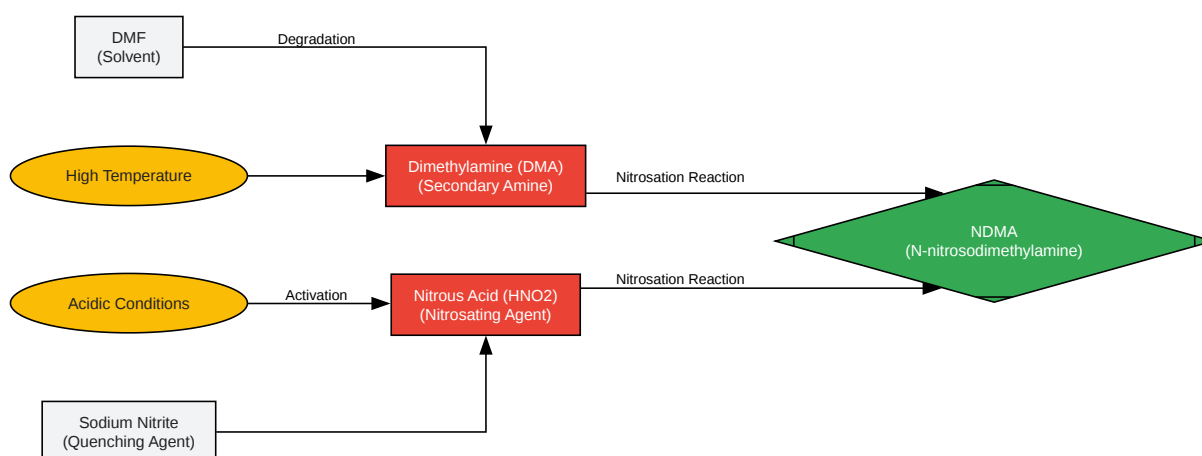 DMF
(Solvent)
Degradation
High Temperature
Dimethylamine (DMA)
(Secondary Amine)
Nitrosation Reaction
NDMA
(N-nitrosodimethylamine)
Acidic Conditions
Activation
Nitrous Acid (HNO2)
(Nitrosating Agent)
Nitrosation Reaction
Sodium Nitrite
(Quenching Agent)